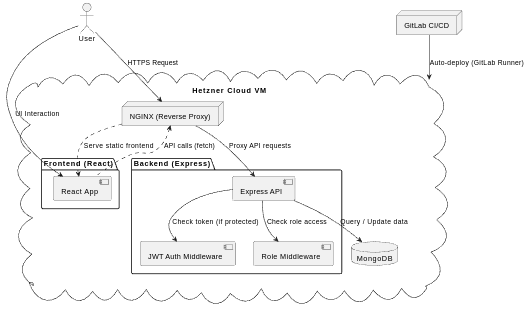 GitLab CI/CD
User
HTTPS Request
Auto-deploy (GitLab Runner)
Hetzner Cloud VM
UI Interaction
NGINX (Reverse Proxy)
Serve static frontend
API calls (fetch)
Proxy API requests
Frontend (React)
Backend (Express)
React App
Express API
Check token (if protected)
Check role access
Query / Update data
JWT Auth Middleware
Role Middleware
MongoDB